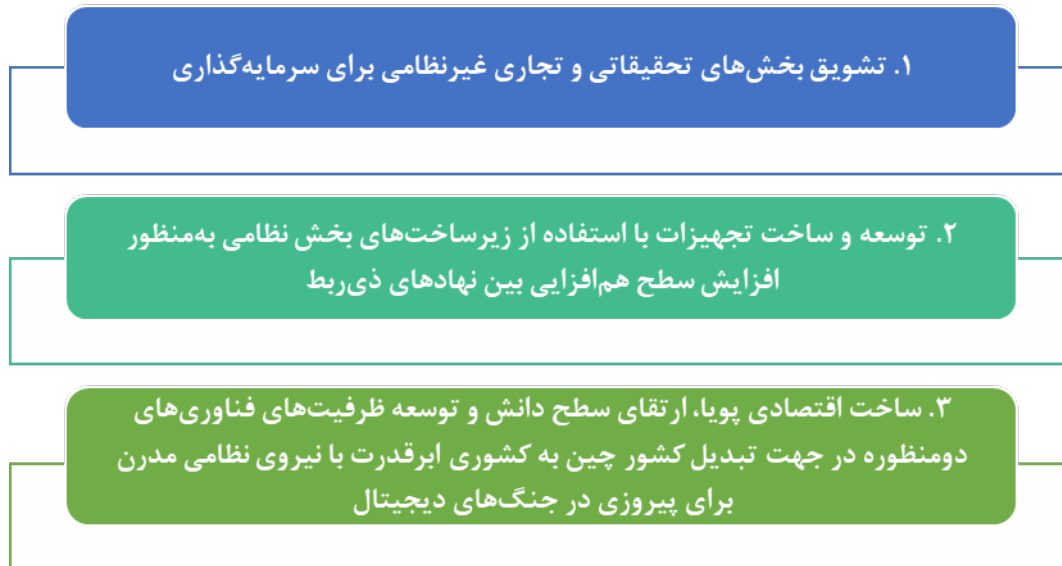 ۱. تشویق بخش‌های تحقیقاتی و تجاری غیرنظامی برای سرمایه‌گذاری
۲. توسعه و ساخت تجهیزات با استفاده از زیرساخت‌های بخش نظامی به‌منظور
افزایش سطح هم‌افزایی بین نهادهای ذی‌ربط
۳. ساخت اقتصادی پویا، ارتقای سطح دانش و توسعه ظرفیت‌های فناوری‌های
دومنظوره در جهت تبدیل کشور چین به کشوری ابرقدرت با نیروی نظامی مدرن
برای پیروزی در جنگ‌های دیجیتال